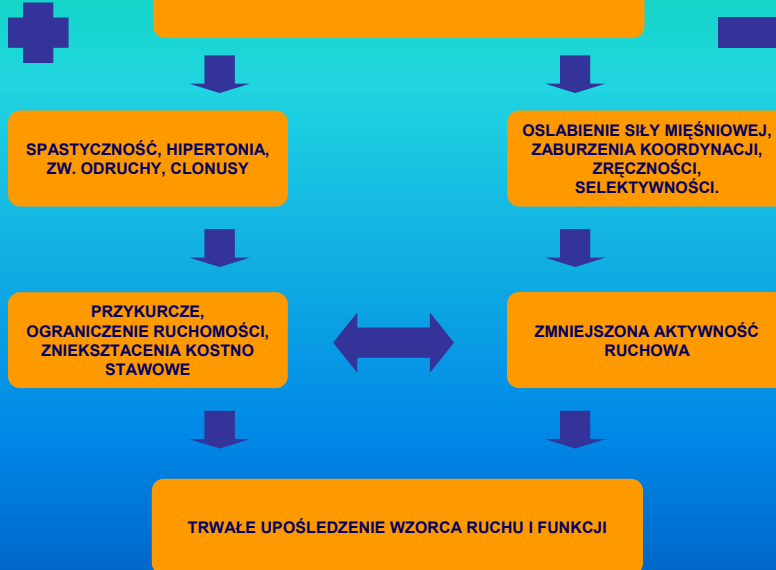 SPASTYCZNOŚĆ, HIPERTONIA,
ZW. ODRUCHY, CLONUSY
OSLABIENIE SIŁY MIĘŚNIOWEJ,
ZABURZENIA KOORDYNACJI,
ZRĘCZNOŚCI,
SELEKTYWNOŚCI.
PRZYKURCZE,
OGRANICZENIE RUCHOMOŚCI,
ZNIEKSZTACENIA KOSTNO
STAWOWE
ZMNIEJSZONA AKTYWNOŚĆ
RUCHOWA
TRWAŁE UPOŚLEDZENIE WZORCA RUCHU I FUNKCJI